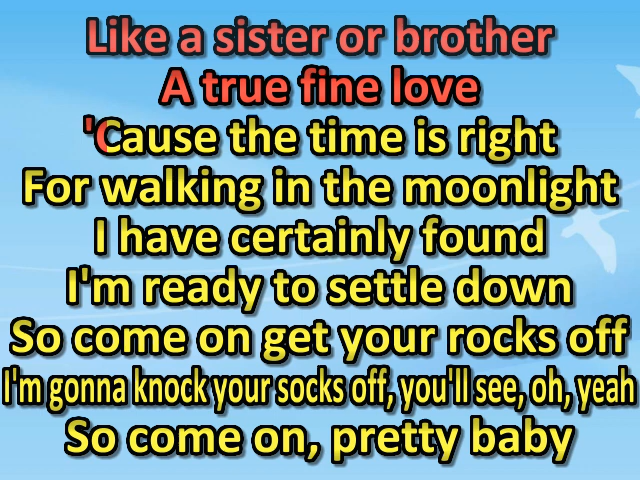 Like a sister or brother
A true fine love
'Cause the time is right
For walking in the moonlight
I have certainly found
I'm ready to settle down
So come on get your rocks off
I'm gonna knock your socks off, you'll see, oh, yeah
So come on, pretty baby